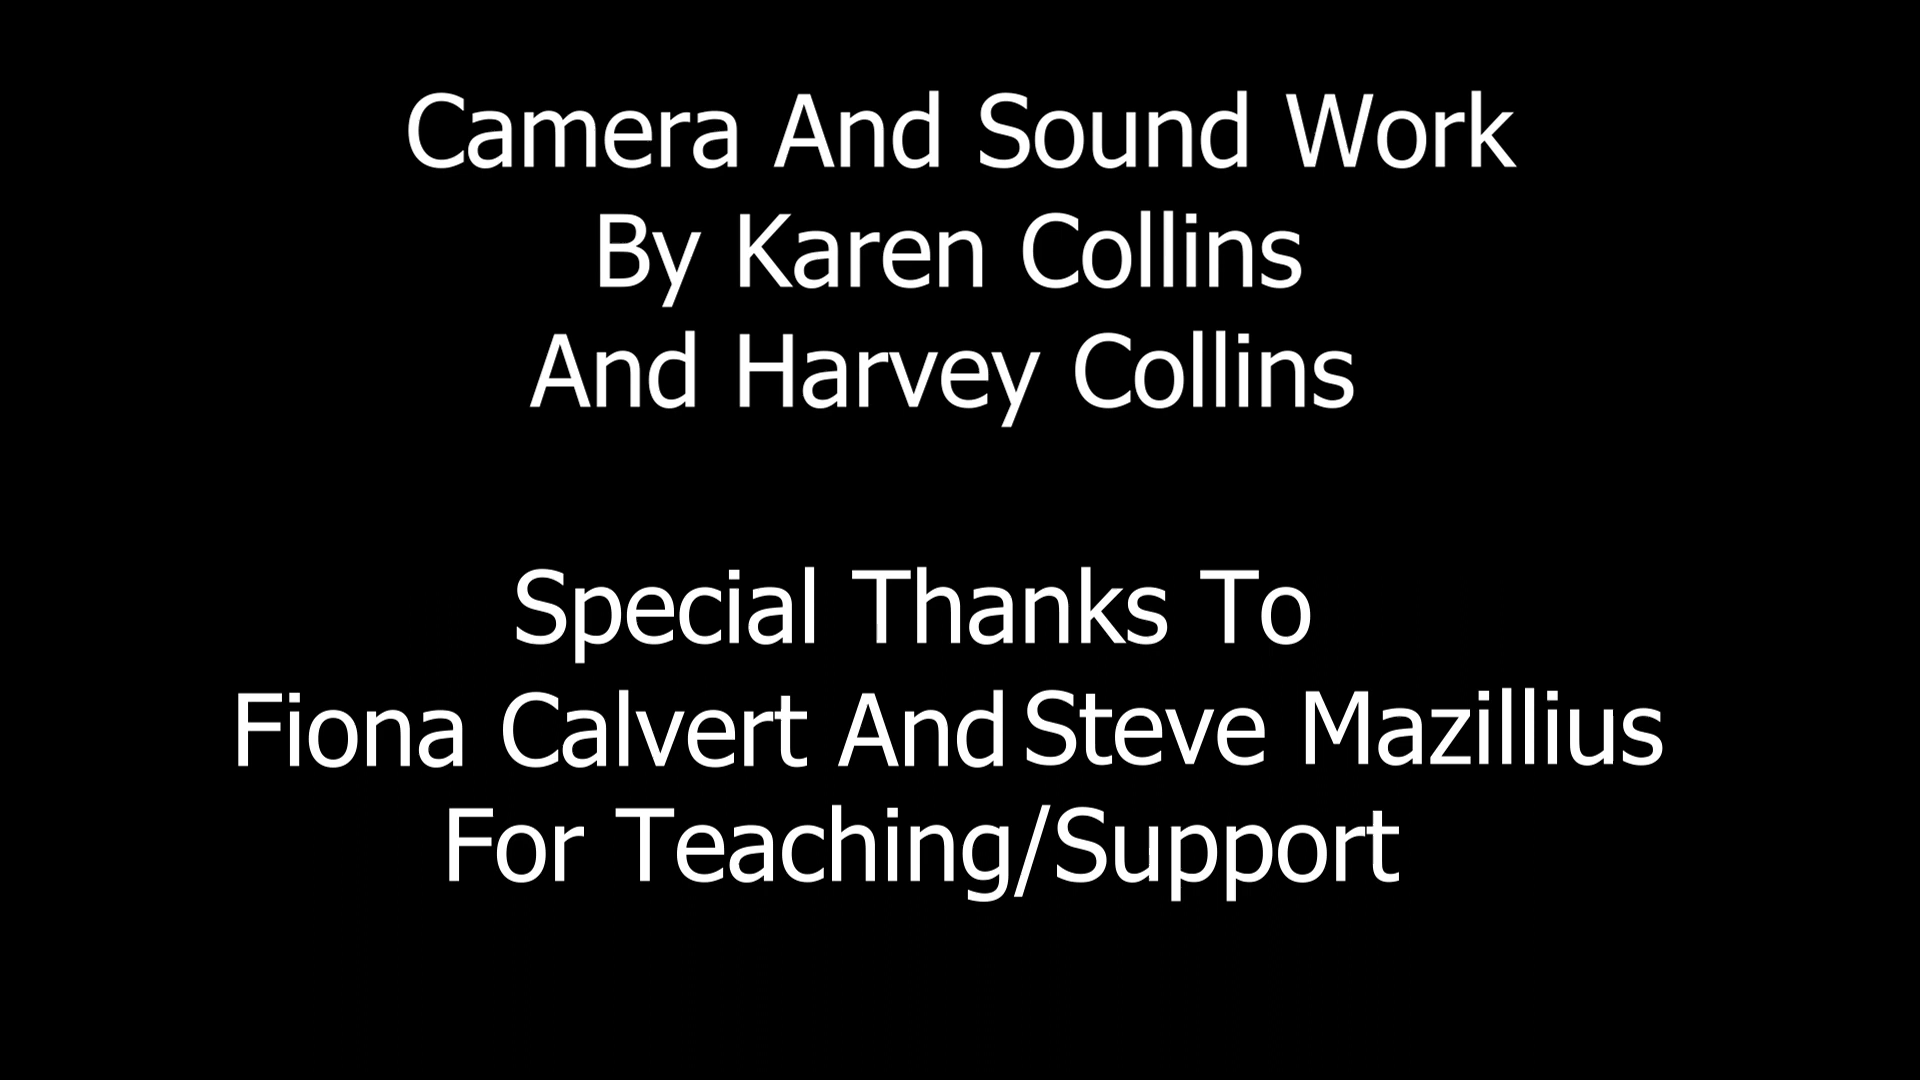 Camera And Sound Work
By Karen Collins
And Harvey Collins
Special Thanks To
Fiona Calvert And Steve Mazillius
For Teaching/Support